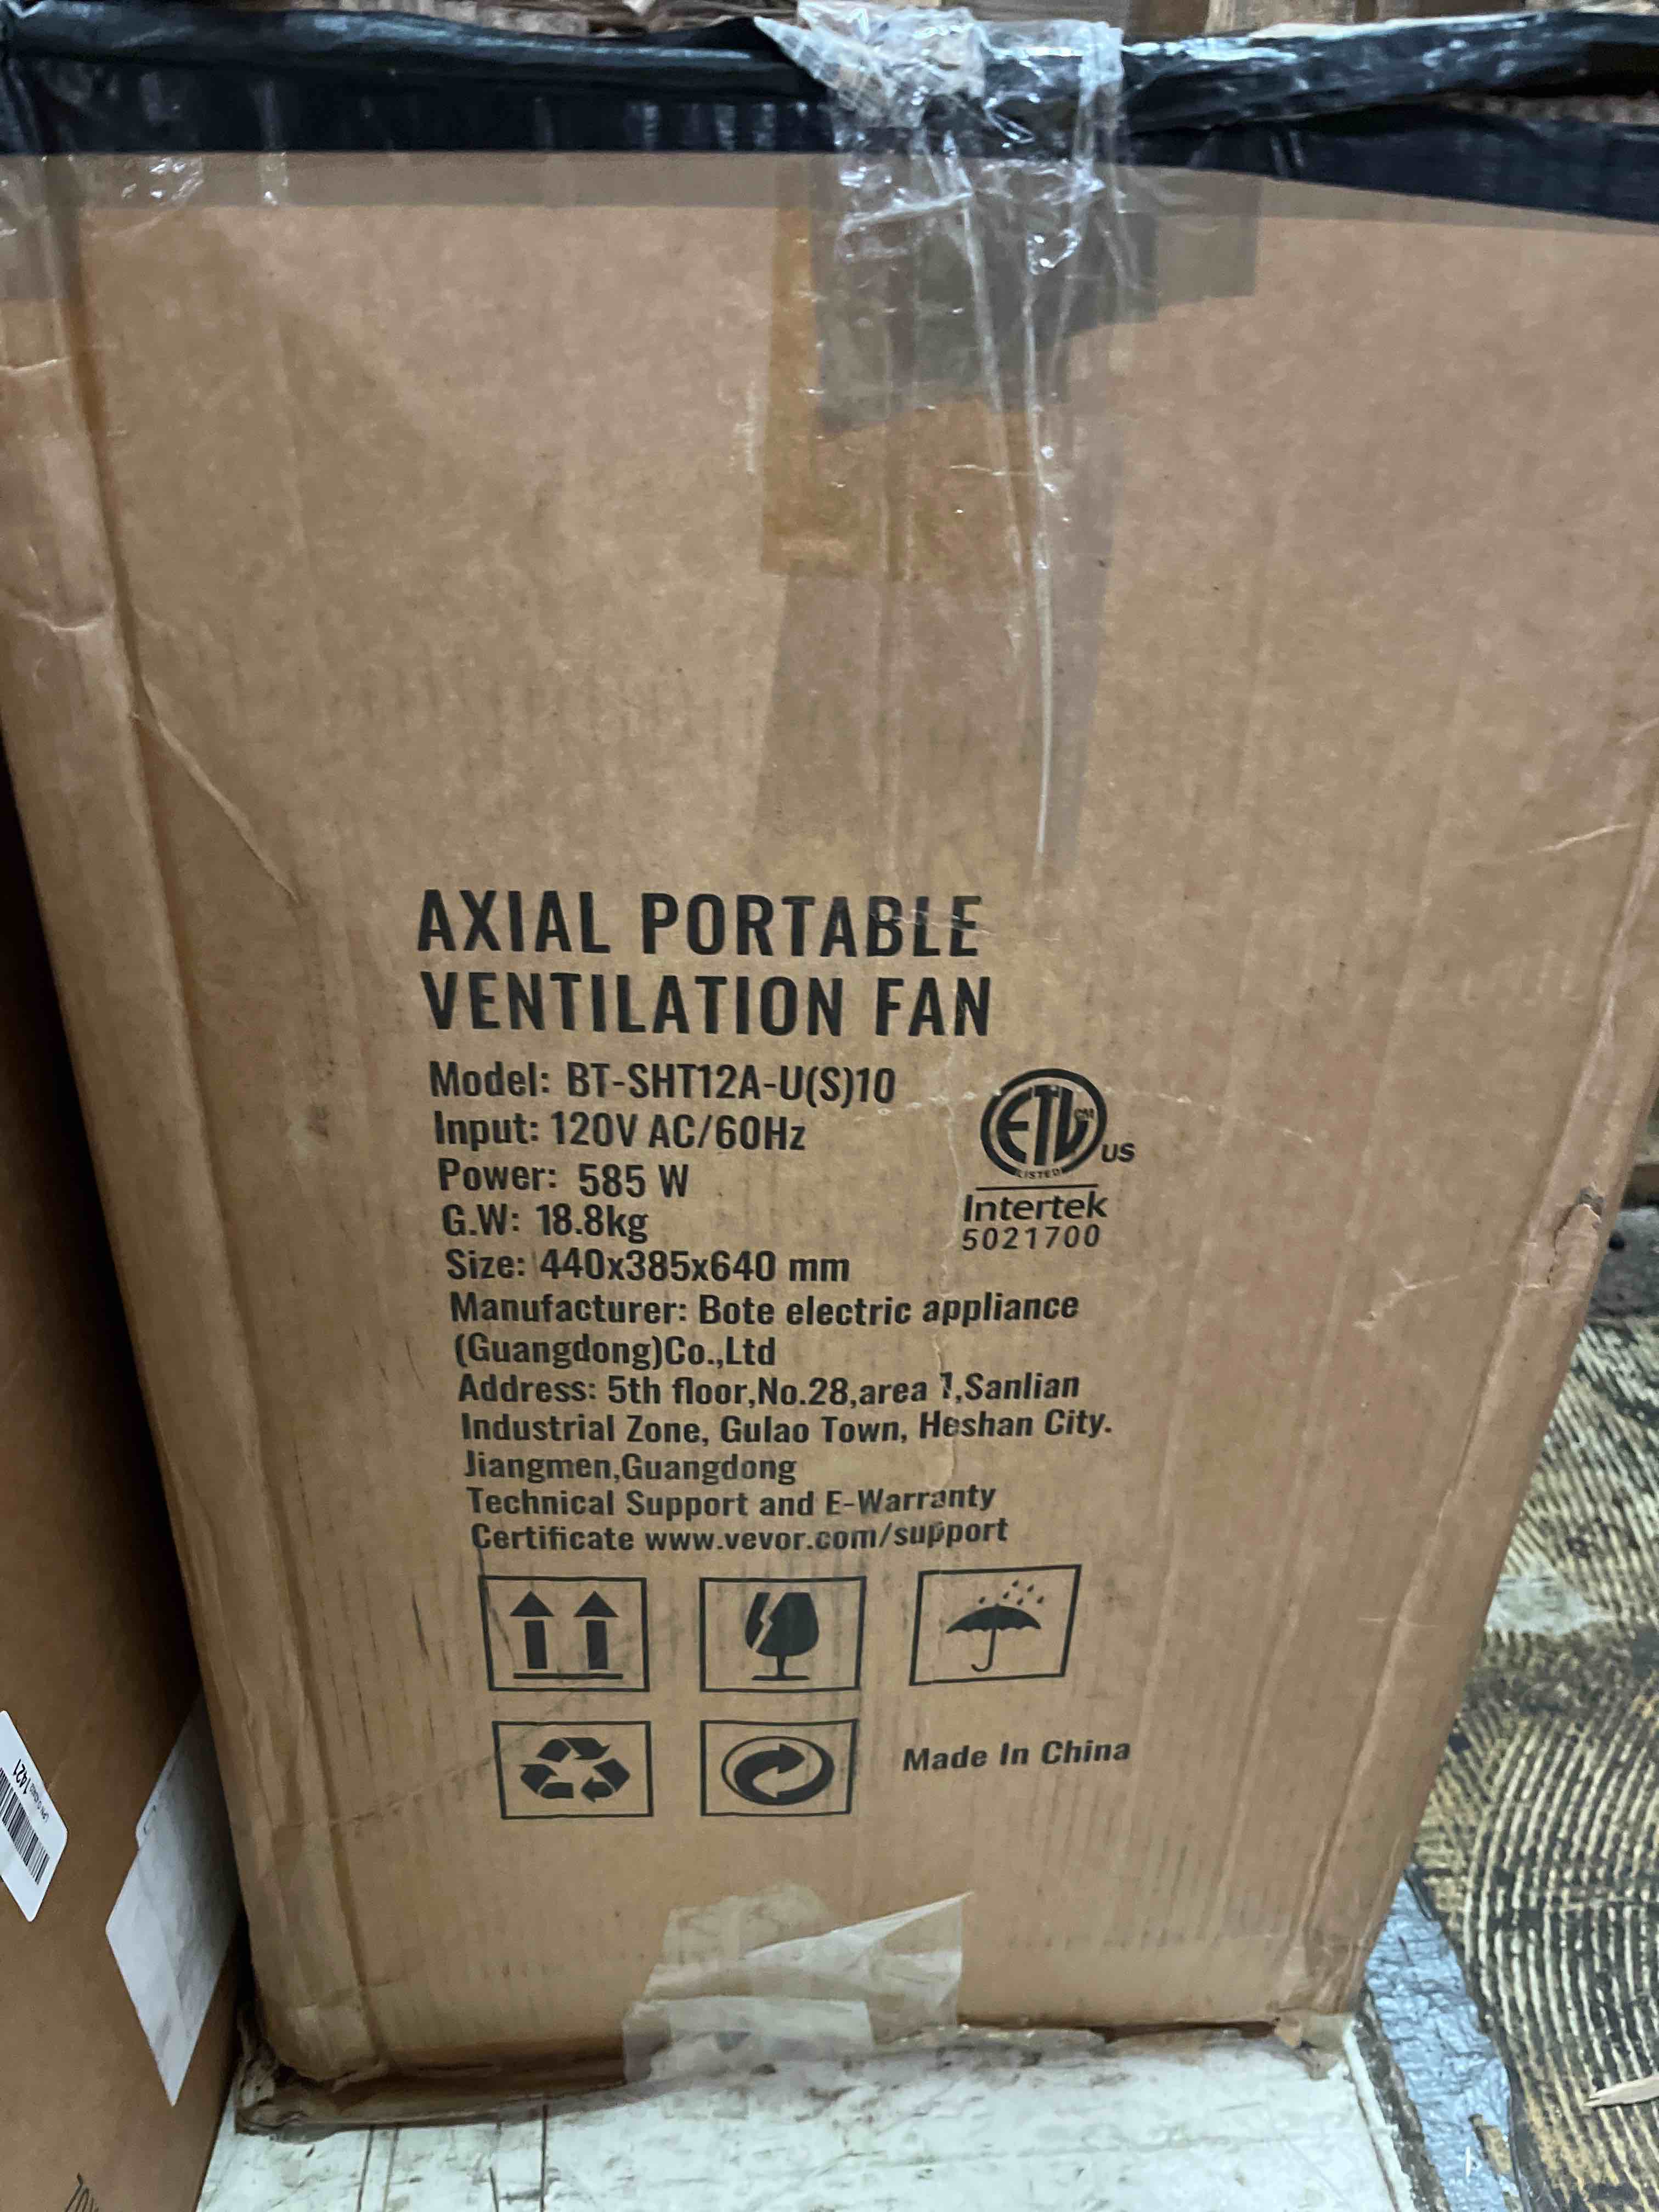 AXIAL PORTABLE
VENTILATION FAN
Model: BT-SHT12A-U(S)10
Input: 120V AC/60Hz
Power: 585 W
G.W: 18.8kg
Size: 440x385x640 mm
Manufacturer: Bote electric appliance
(Guangdong)Co.,Ltd
Address: 5th floor,No.28,area 1,Sanlian
Industrial Zone, Gulao Town, Heshan City.
Jiangmen,Guangdong
Technical Support and E-Warranty
Certificate www.vevor.com/support
ETL CM US
LISTED
Intertek
5021700
Made In China
1421